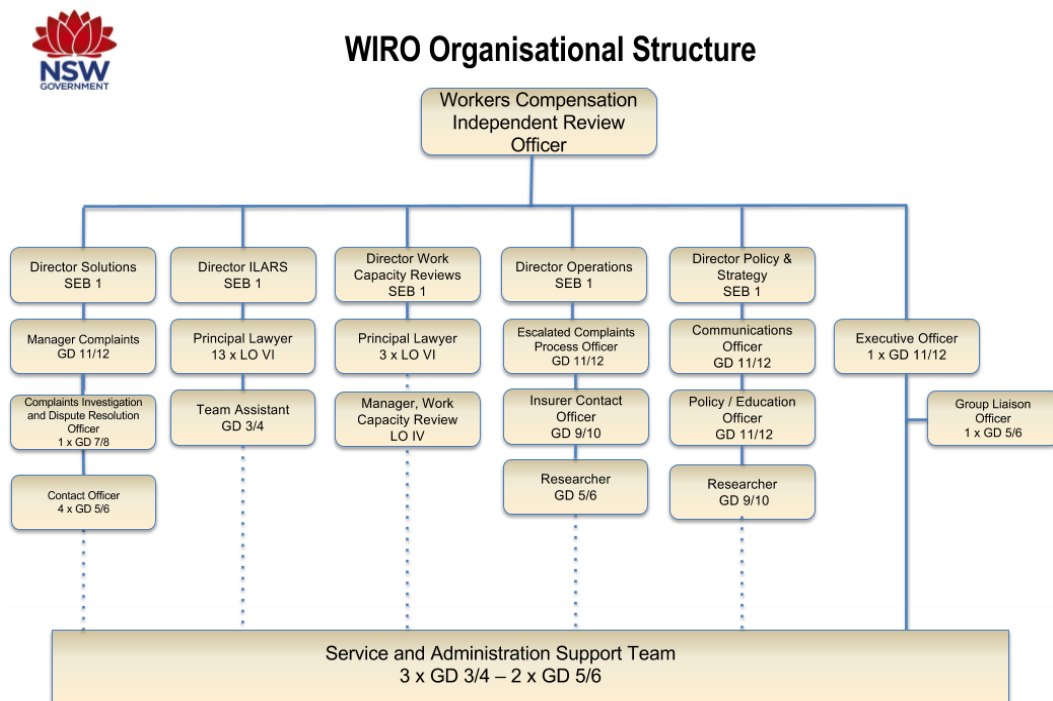 NSW
GOVERNMENT
WIRO Organisational Structure
Workers Compensation
Independent Review
Officer
Director Solutions
SEB 1
Director ILARS
SEB 1
Director Work
Capacity Reviews
SEB 1
Director Operations
SEB 1
Director Policy &
Strategy
SEB 1
Manager Complaints
GD 11/12
Principal Lawyer
13 x LO VI
Principal Lawyer
3 x LO VI
Escalated Complaints
Process Officer
GD 11/12
Communications
Officer
GD 11/12
Executive Officer
1 x GD 11/12
Complaints Investigation
and Dispute Resolution
Officer
1 x GD 7/8
Team Assistant
GD 3/4
Manager, Work
Capacity Review
LO IV
Insurer Contact
Officer
GD 9/10
Policy / Education
Officer
GD 11/12
Group Liaison
Officer
1 x GD 5/6
Contact Officer
4 x GD 5/6
Researcher
GD 5/6
Researcher
GD 9/10
Service and Administration Support Team
3 x GD 3/4 – 2 x GD 5/6